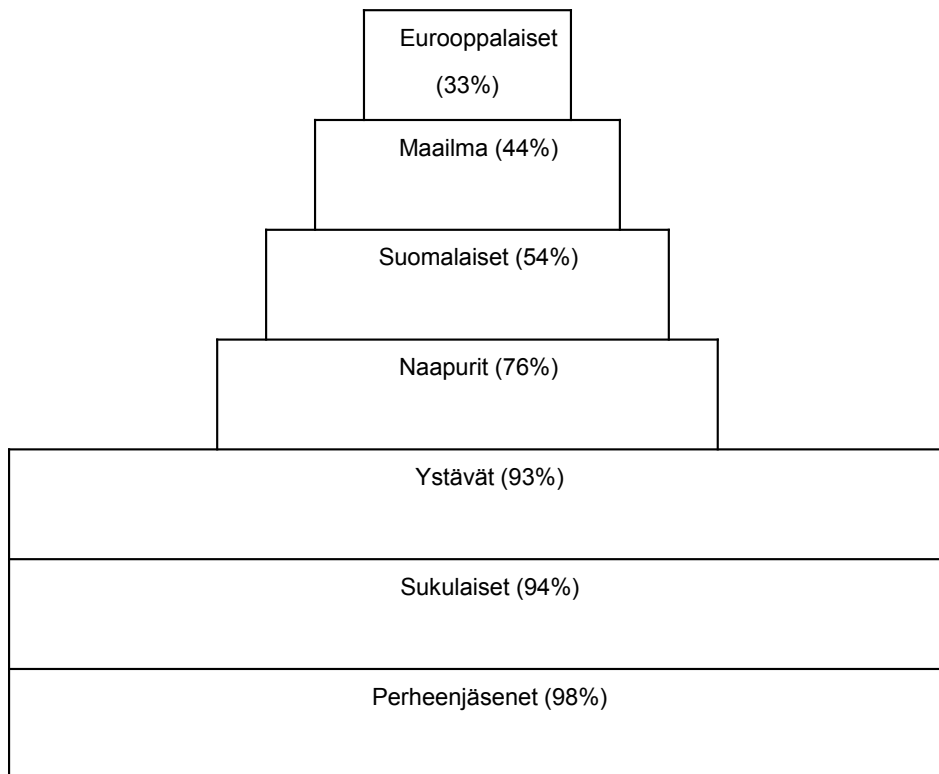 Eurooppalaiset
(33%)
Maailma (44%)
Suomalaiset (54%)
Naapurit (76%)
Ystävät (93%)
Sukulaiset (94%)
Perheenjäsenet (98%)